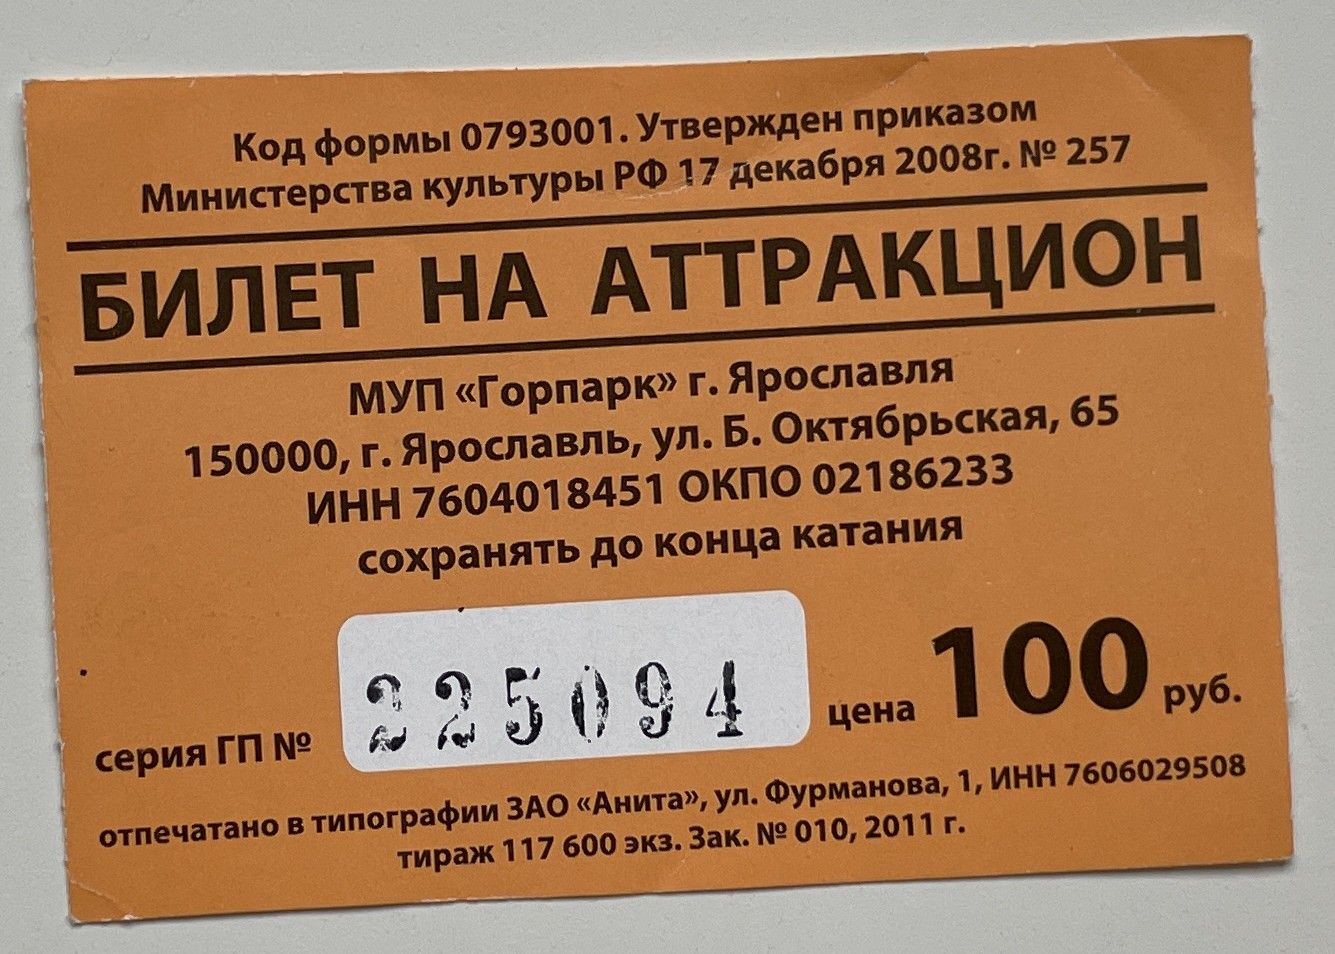 Код формы 0793001. Утвержден приказом
Министерства культуры РФ 17 декабря 2008г. № 257
БИЛЕТ НА АТТРАКЦИОН
МУП «Горпарк» г. Ярославля
150000, г. Ярославль, ул. Б. Октябрьская, 65
ИНН 7604018451 ОКПО 02186233
сохранять до конца катания
серия ГП № 225094 цена 100 руб.
отпечатано в типографии ЗАО «Анита», ул. Фурманова, 1, ИНН 7606029508
тираж 117 600 экз. Зак. № 010, 2011 г.